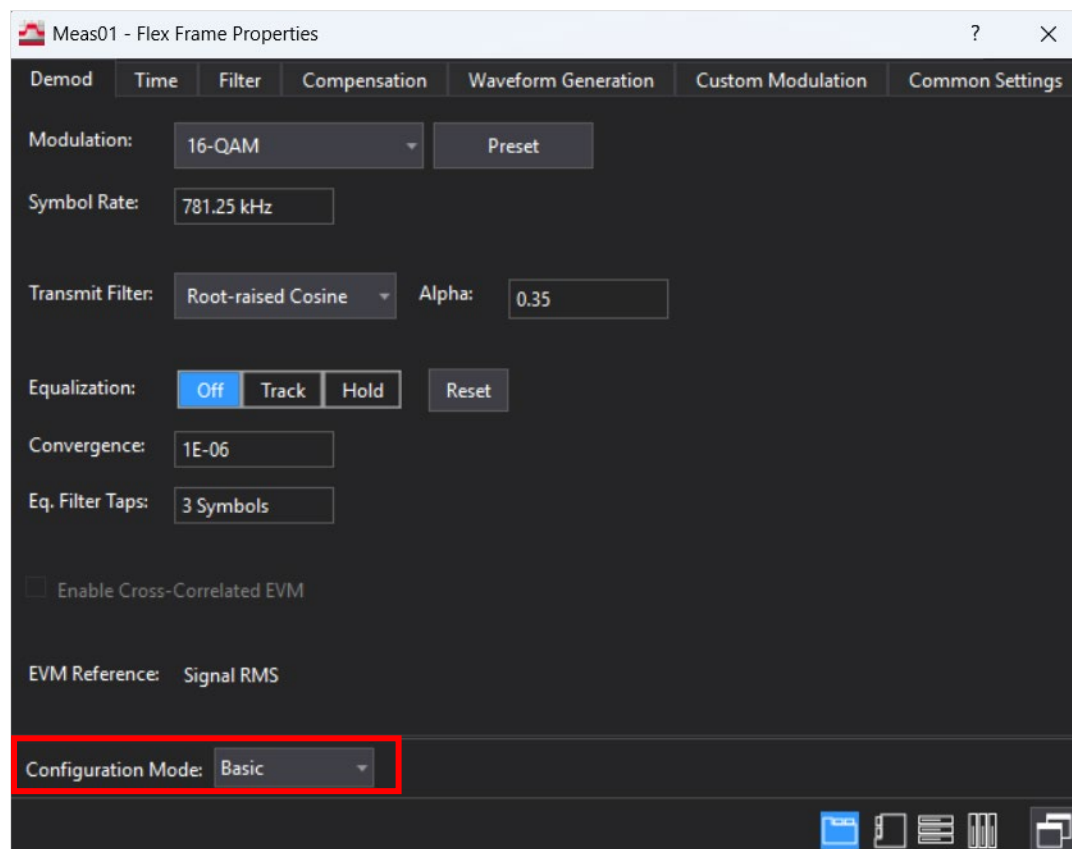 Meas01 - Flex Frame Properties ?
Demod Time Filter Compensation Waveform Generation Custom Modulation Common Settings
Modulation: 16-QAM Preset
Symbol Rate: 781.25 kHz
Transmit Filter: Root-raised Cosine Alpha: 0.35
Equalization: Off Track Hold Reset
Convergence: 1E-06
Eq. Filter Taps: 3 Symbols
Enable Cross-Correlated EVM
EVM Reference: Signal RMS
Configuration Mode: Basic